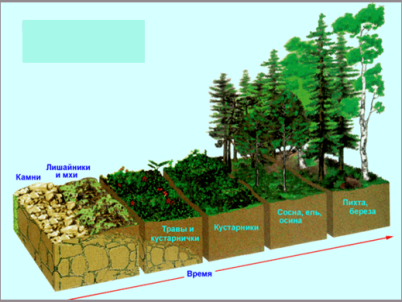 Камни
Лишайники
и мхи
Травы и
кустарнички
Кустарники
Сосна, ель,
осина
Пихта,
береза
Время